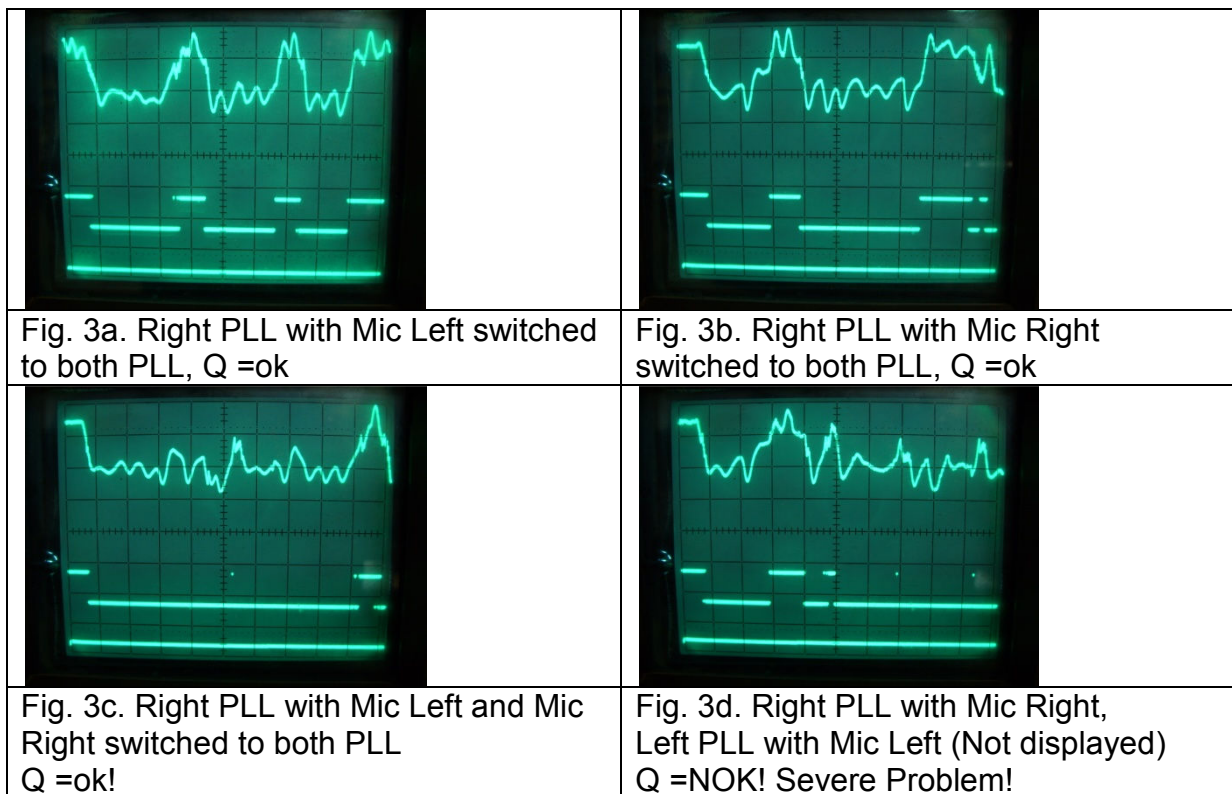 Fig. 3a. Right PLL with Mic Left switched
to both PLL, Q =ok
Fig. 3b. Right PLL with Mic Right
switched to both PLL, Q =ok
Fig. 3c. Right PLL with Mic Left and Mic
Right switched to both PLL
Q =ok!
Fig. 3d. Right PLL with Mic Right,
Left PLL with Mic Left (Not displayed)
Q =NOK! Severe Problem!